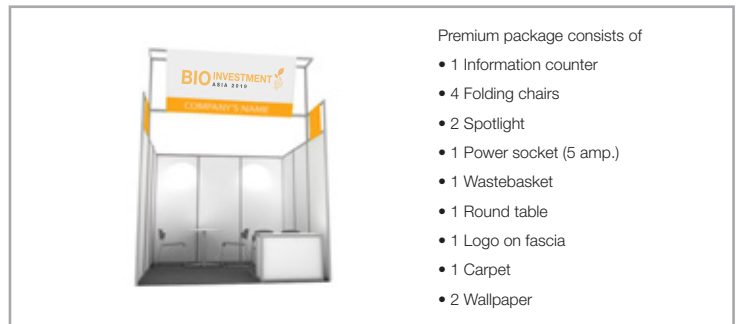 BIO INVESTMENT
ASIA 2019
COMPANY'S NAME
Premium package consists of
• 1 Information counter
• 4 Folding chairs
• 2 Spotlight
• 1 Power socket (5 amp.)
• 1 Wastebasket
• 1 Round table
• 1 Logo on fascia
• 1 Carpet
• 2 Wallpaper